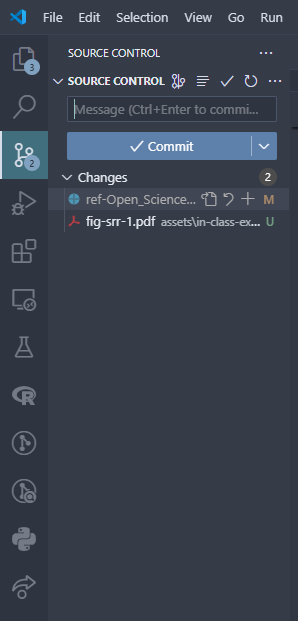 File Edit Selection View Go Run
SOURCE CONTROL
3
SOURCE CONTROL
Message (Ctrl+Enter to commi...
2
Commit
Changes 2
ref-Open_Science... M
fig-srr-1.pdf assets\in-class-ex... U
R